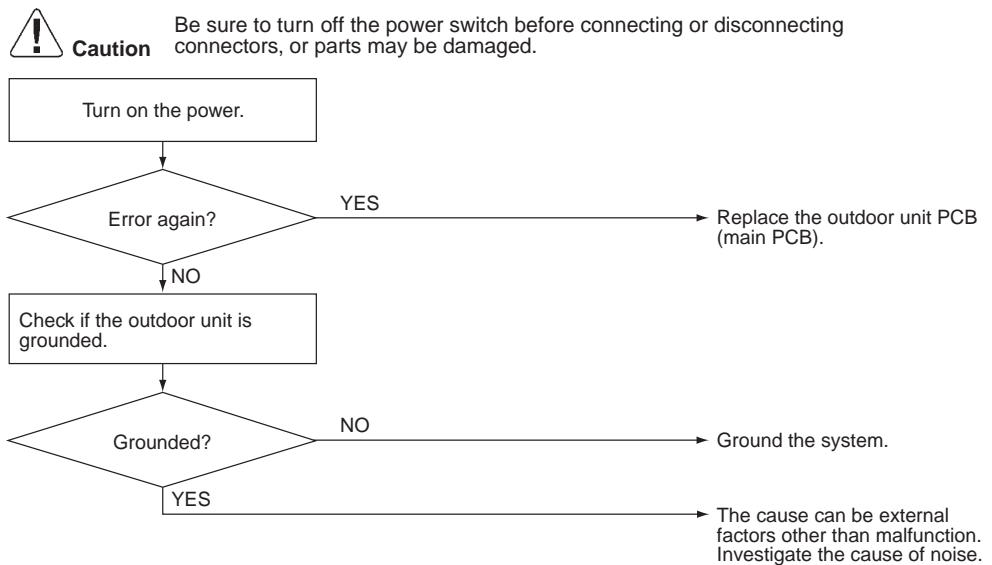 Be sure to turn off the power switch before connecting or disconnecting
Caution connectors, or parts may be damaged.
Turn on the power.
Error again?
YES
Replace the outdoor unit PCB
(main PCB).
NO
Check if the outdoor unit is
grounded.
Grounded?
NO
Ground the system.
YES
The cause can be external
factors other than malfunction.
Investigate the cause of noise.